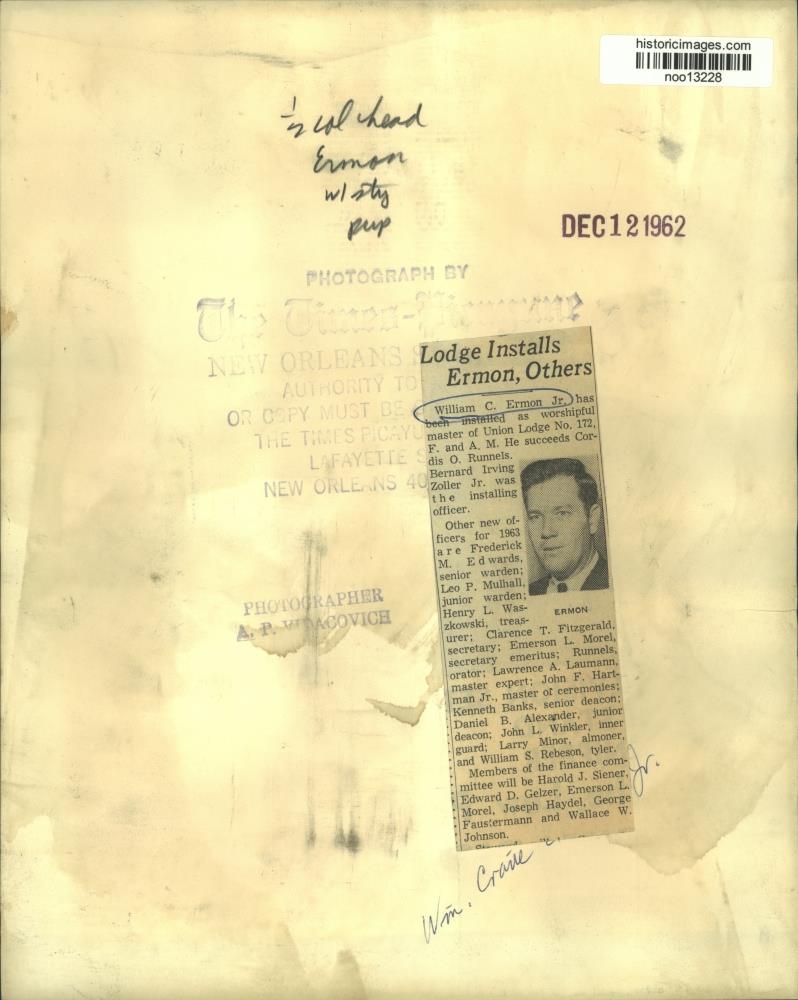 historicimages.com
noo13228
1/2 col head
Ermon
w/ sty
pup
DEC 12 1962
PHOTOGRAPH BY
The Times-Picayune
NEW ORLEANS S
AUTHORITY TO
OR COPY MUST BE
THE TIMES PICAYU
LAFAYETTE S
NEW ORLEANS 40
PHOTOGRAPHER
A. P. VIDACOVICH
Lodge Installs
Ermon, Others
William C. Ermon Jr. has
been installed as worshipful
master of Union Lodge No. 172,
F. and A. M. He succeeds Cor-
dis O. Runnels.
Bernard Irving
Zoller Jr. was
the installing
officer.
Other new of-
ficers for 1963
are Frederick
M. Edwards,
senior warden;
Leo P. Mulhall,
junior warden;
Henry L. Was-
zkowski, treas-
ERMON
urer; Clarence T. Fitzgerald,
secretary; Emerson L. Morel,
secretary emeritus; Runnels,
orator; Lawrence A. Laumann,
master expert; John F. Hart-
man Jr., master of ceremonies;
Kenneth Banks, senior deacon;
Daniel B. Alexander, junior
deacon; John L. Winkler, inner
guard; Larry Minor, almoner,
and William S. Rebeson, tyler.
Members of the finance com-
mittee will be Harold J. Siener,
Edward D. Gelzer, Emerson L.
Morel, Joseph Haydel, George
Faustermann and Wallace W.
Johnson.
Wm. Craile Jr.